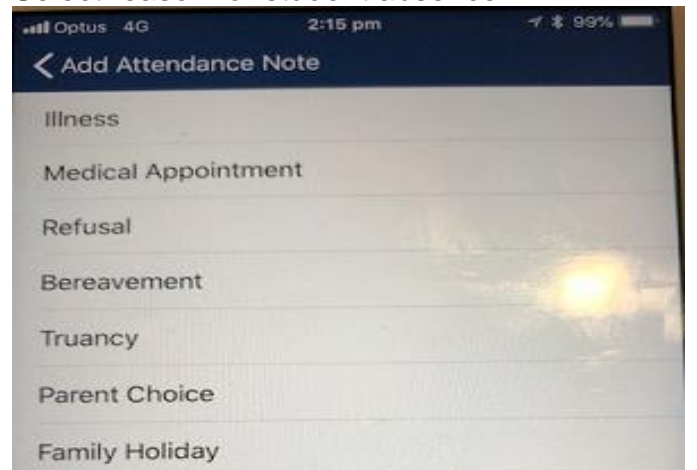 Optus 4G 2:15 pm 99%
Add Attendance Note
Illness
Medical Appointment
Refusal
Bereavement
Truancy
Parent Choice
Family Holiday